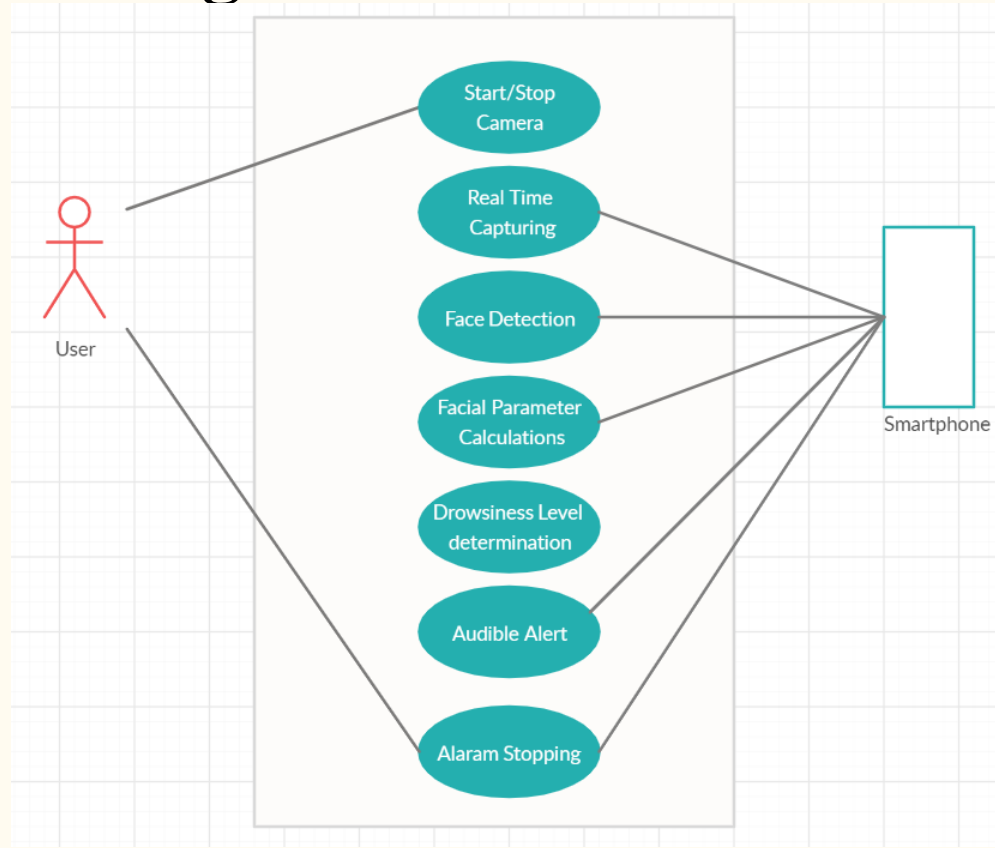 Start/Stop
Camera
Real Time
Capturing
Face Detection
User
Facial Parameter
Calculations
Smartphone
Drowsiness Level
determination
Audible Alert
Alaram Stopping